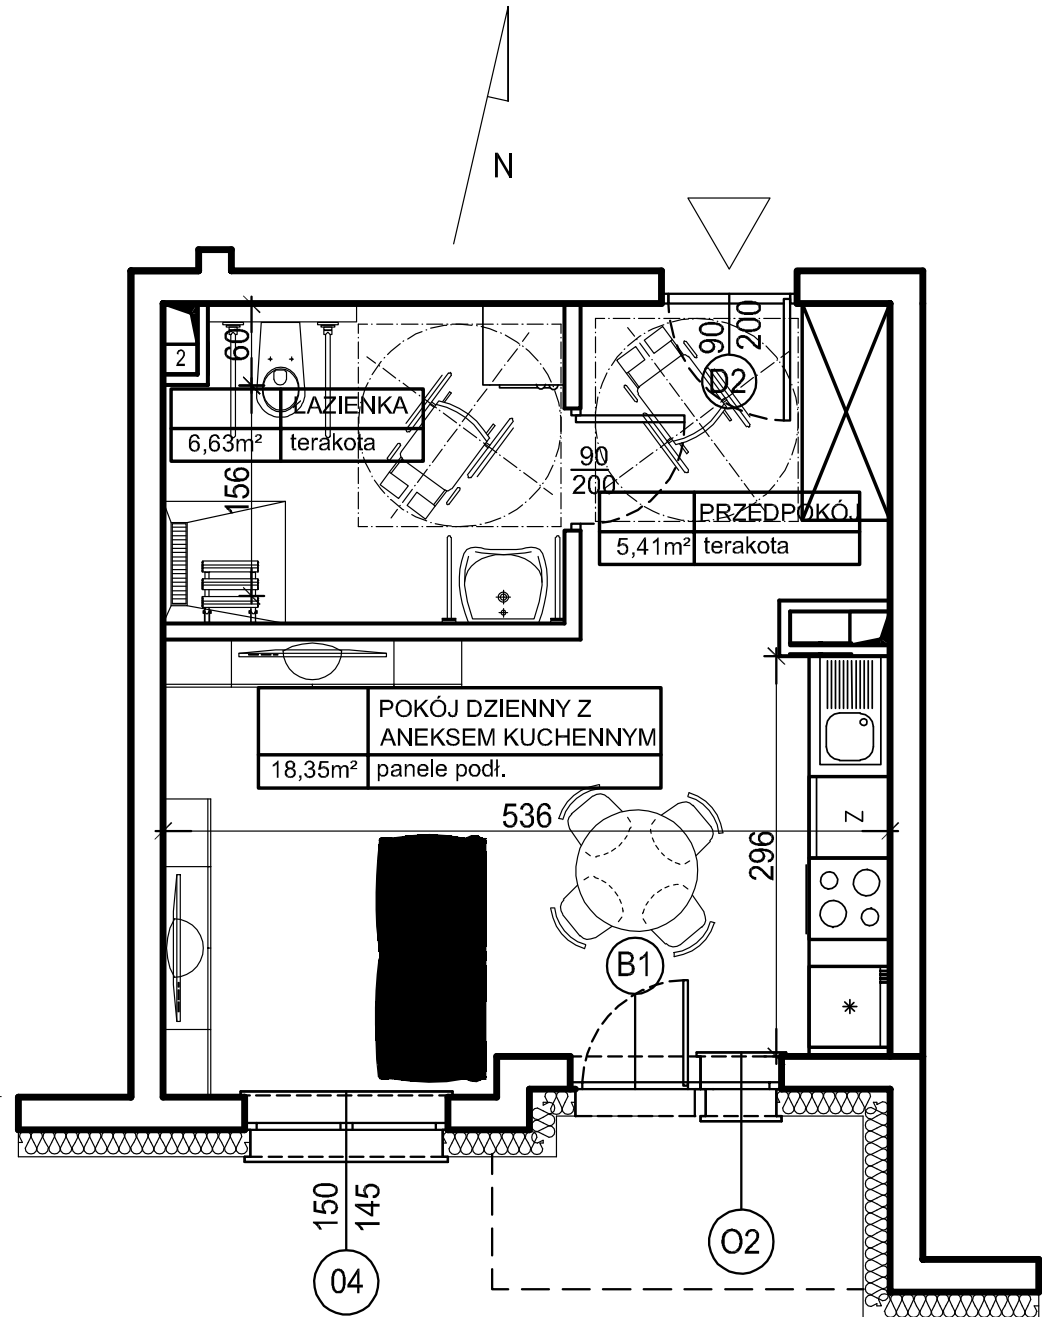 N
90
200
D2
2
60
ŁAZIENKA
6,63m² terakota
156
90
200
PRZEDPOKÓJ
5,41m² terakota
POKÓJ DZIENNY Z
ANEKSEM KUCHENNYM
18,35m² panele podł.
536
296
Z
B1
*
150
145
04
O2